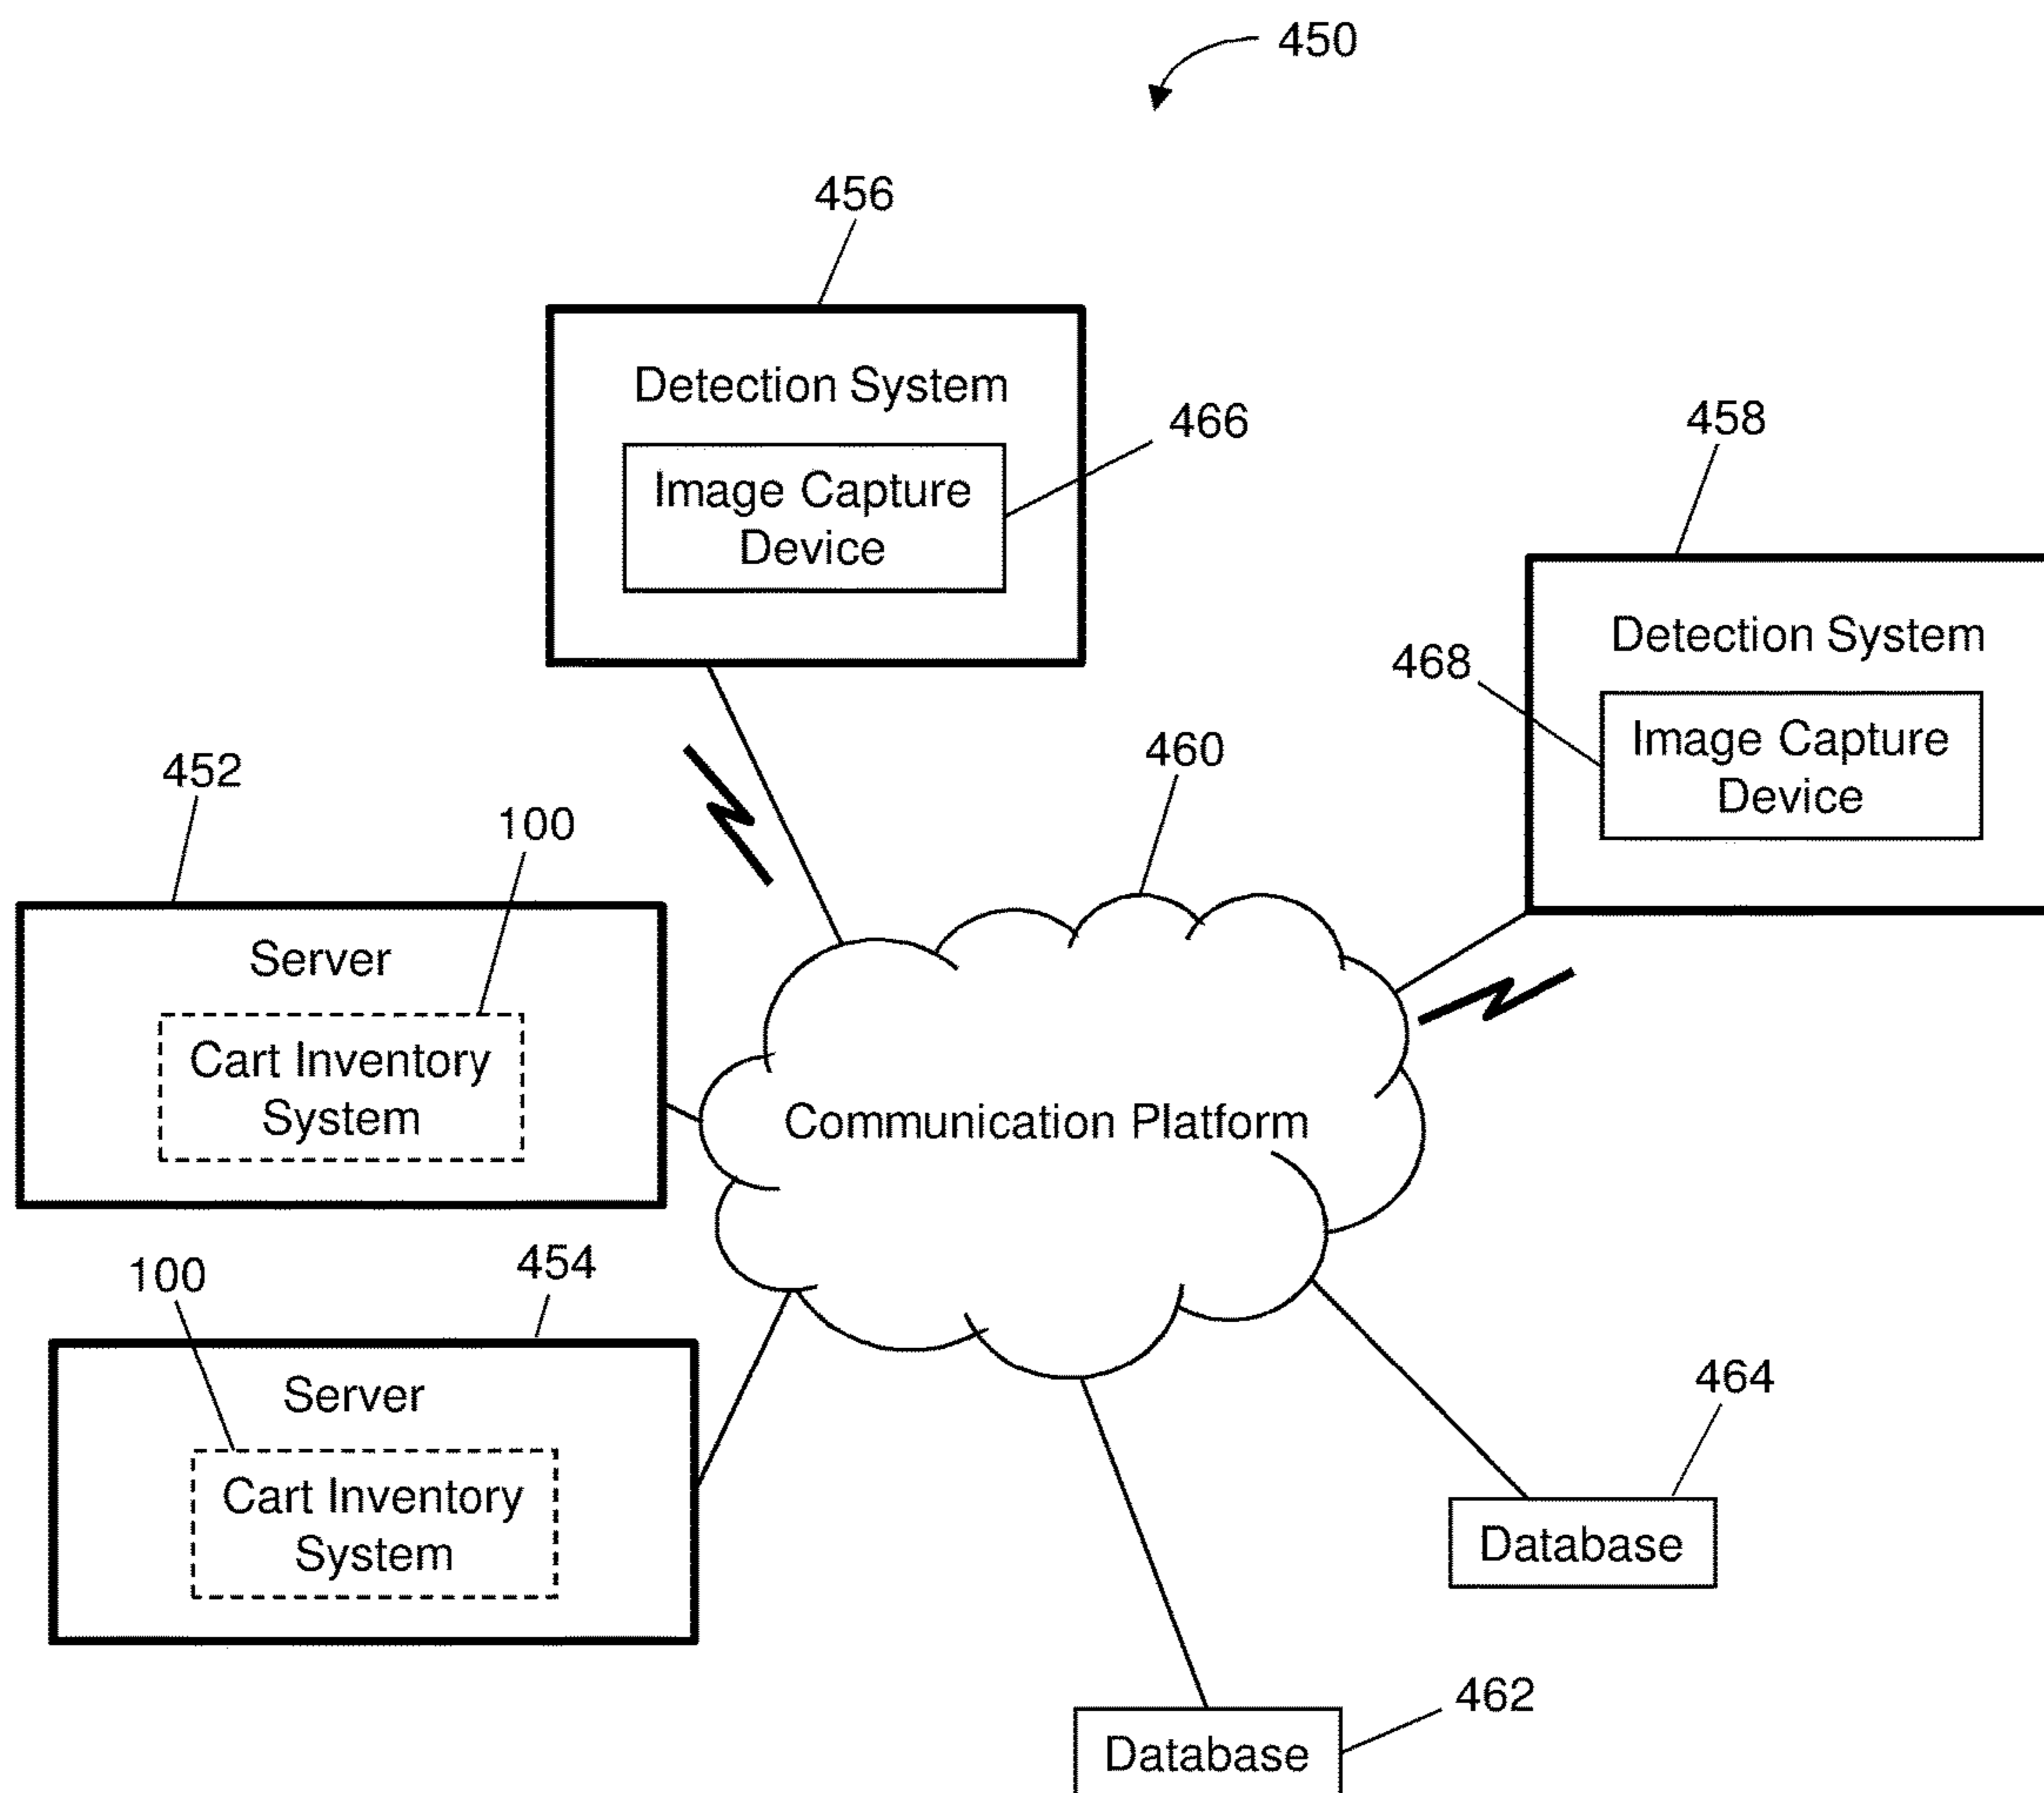 450
456
Detection System
466
Image Capture
Device
458
Detection System
468
Image Capture
Device
460
452
100
Server
Cart Inventory
System
Communication Platform
100
454
Server
Cart Inventory
System
464
Database
462
Database